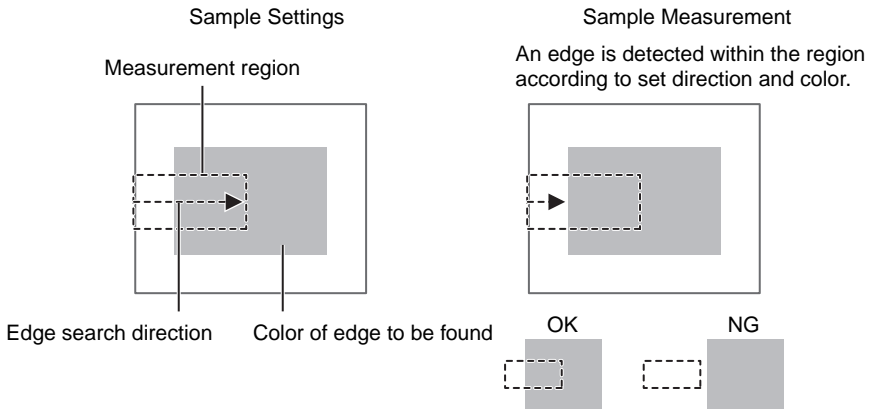 Sample Settings
Measurement region
Edge search direction
Color of edge to be found
Sample Measurement
An edge is detected within the region
according to set direction and color.
OK
NG